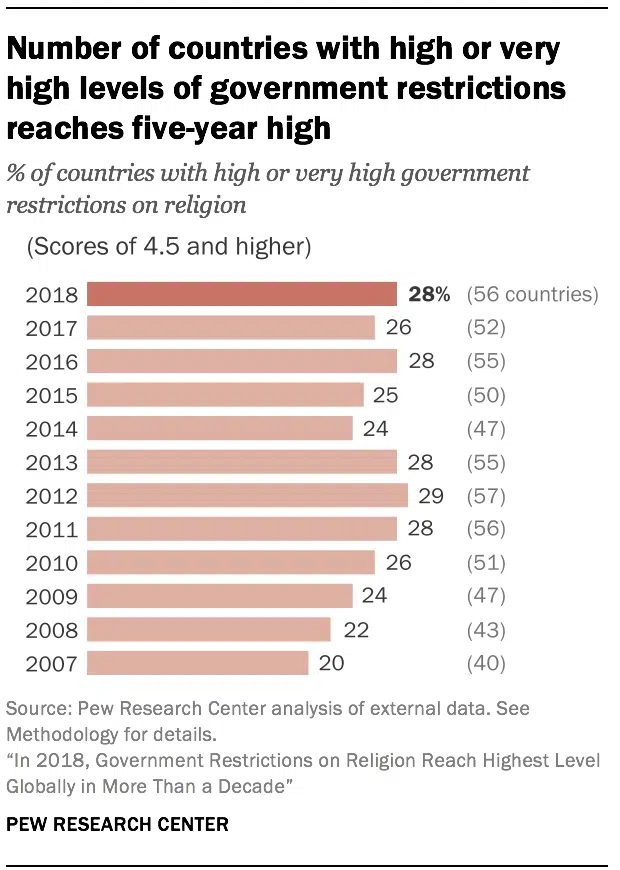 Number of countries with high or very
high levels of government restrictions
reaches five-year high
% of countries with high or very high government
restrictions on religion
(Scores of 4.5 and higher)
2018 28% (56 countries)
2017 26 (52)
2016 28 (55)
2015 25 (50)
2014 24 (47)
2013 28 (55)
2012 29 (57)
2011 28 (56)
2010 26 (51)
2009 24 (47)
2008 22 (43)
2007 20 (40)
Source: Pew Research Center analysis of external data. See
Methodology for details.
“In 2018, Government Restrictions on Religion Reach Highest Level
Globally in More Than a Decade”
PEW RESEARCH CENTER